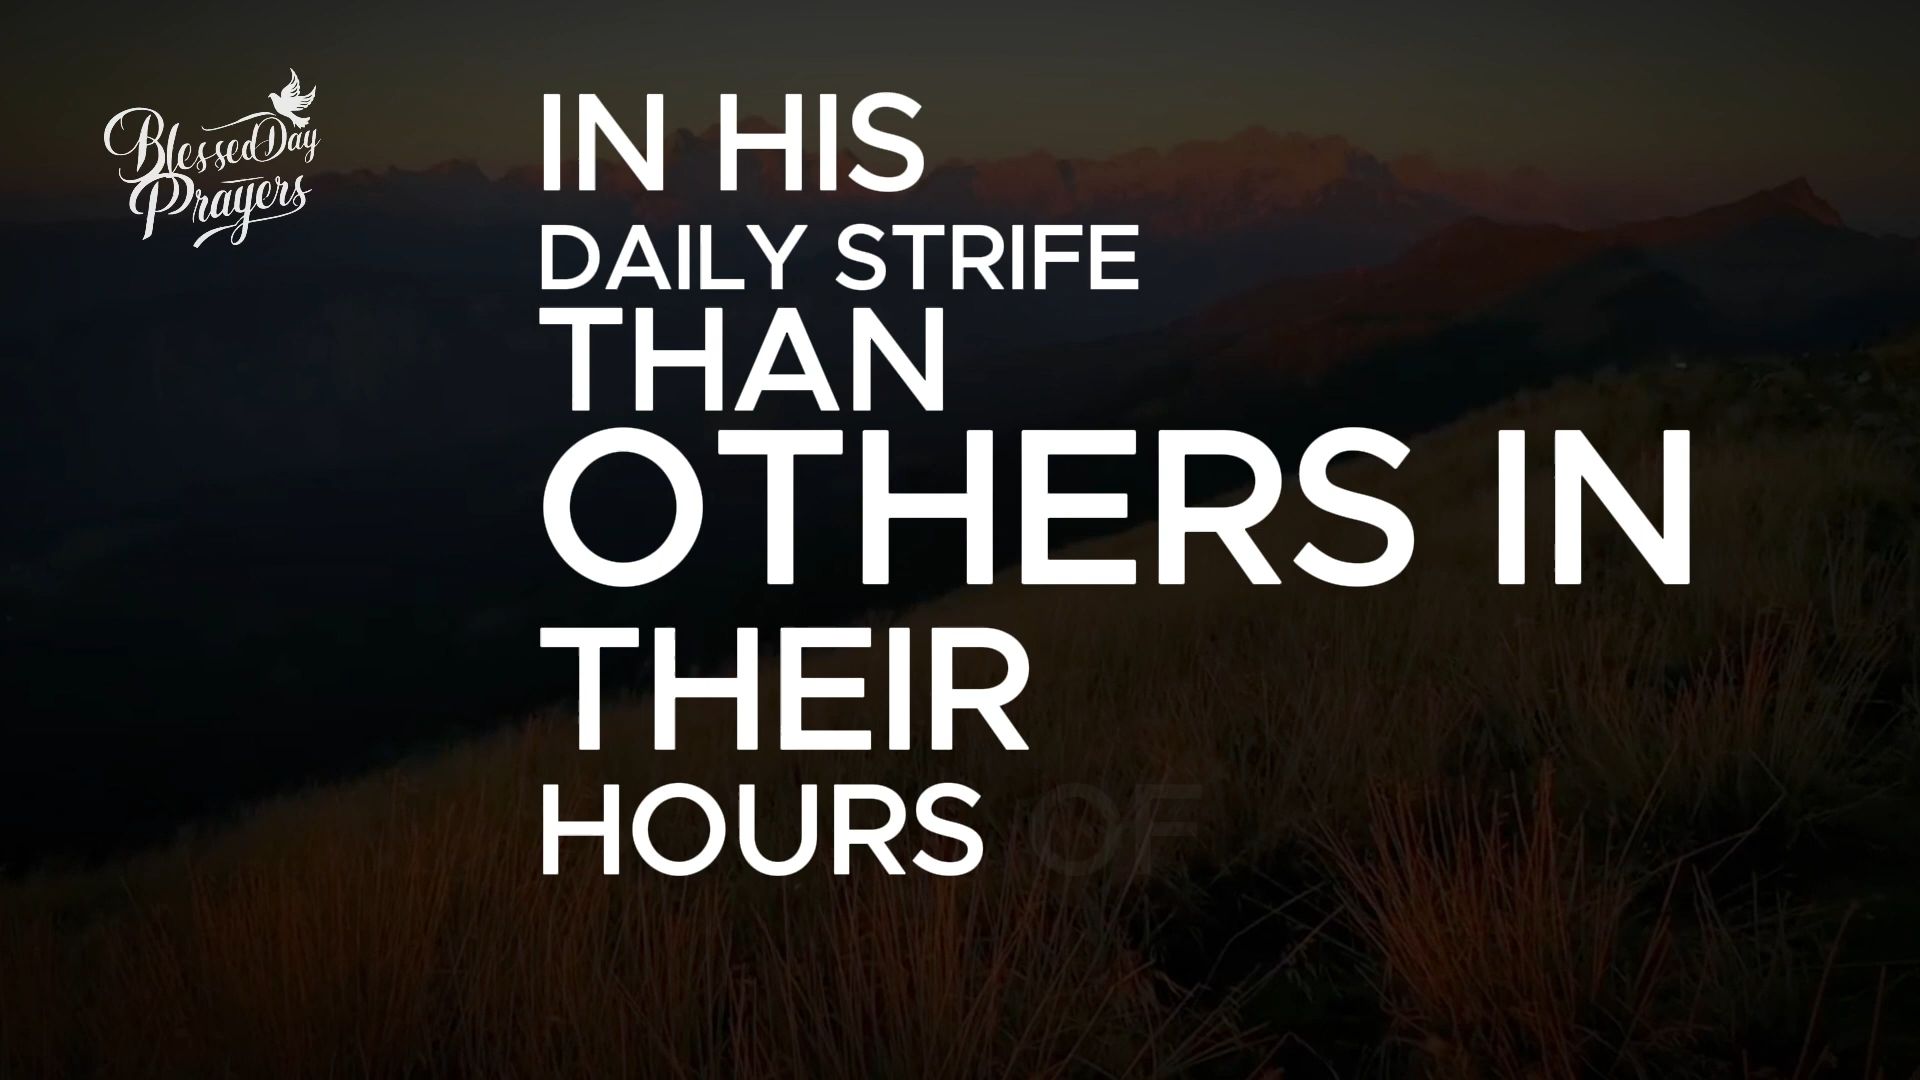 Blessed Day
Prayers
IN HIS
DAILY STRIFE
THAN
OTHERS IN
THEIR
HOURS OF